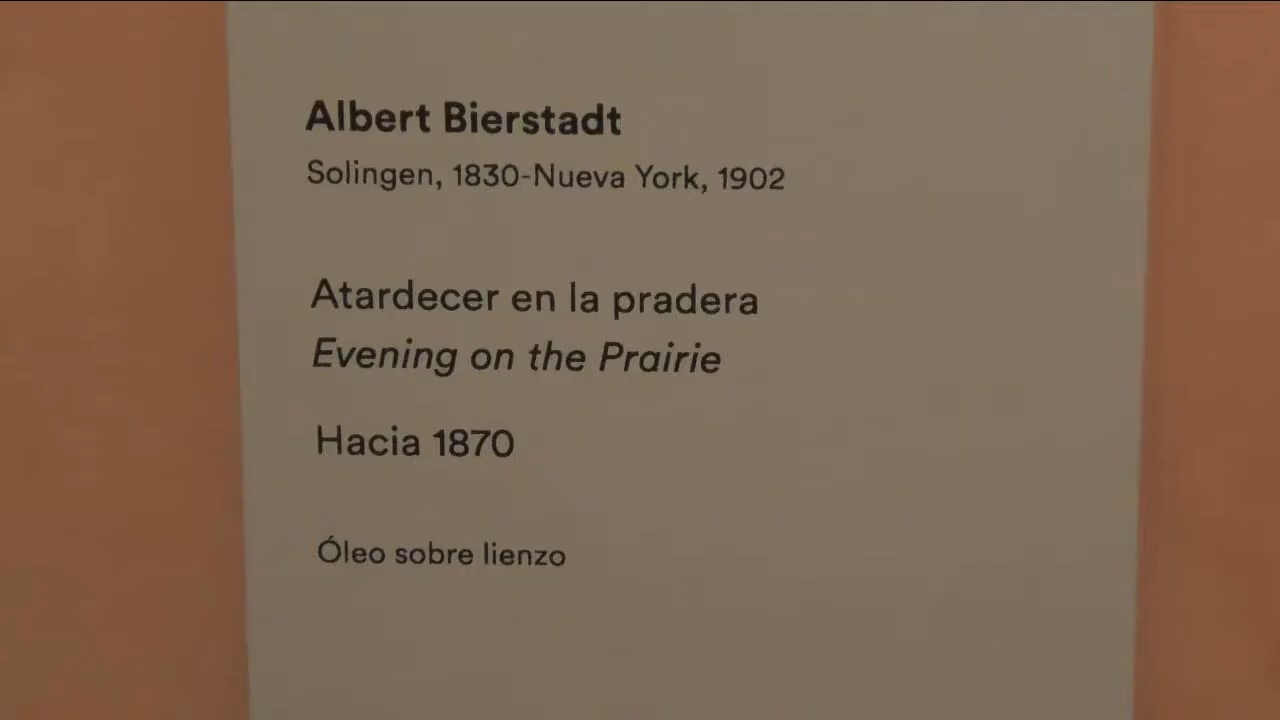 Albert Bierstadt
Solingen, 1830-Nueva York, 1902
Atardecer en la pradera
Evening on the Prairie
Hacia 1870
Óleo sobre lienzo